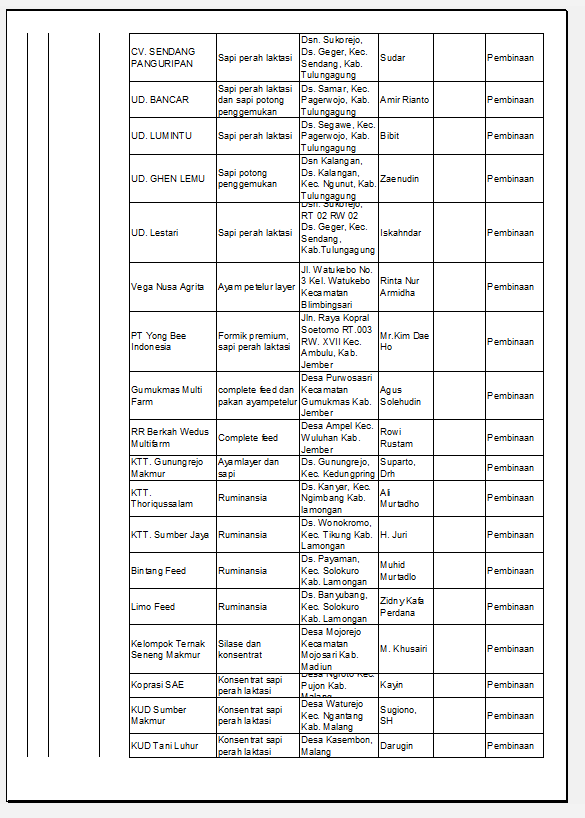 CV. SENDANG
PANGURIPAN
Sapi perah laktasi
Dsn. Sukorejo,
Ds. Geger, Kec.
Sendang, Kab.
Tulungagung
Sudar
Pembinaan
UD. BANCAR
Sapi perah laktasi
dan sapi potong
penggemukan
Ds. Samar, Kec.
Pagerwojo, Kab.
Tulungagung
Amir Rianto
Pembinaan
UD. LUMINTU
Sapi perah laktasi
Ds. Segawe, Kec.
Pagerwojo, Kab.
Tulungagung
Bibit
Pembinaan
UD. GHEN LEMU
Sapi potong
penggemukan
Dsn Kalangan,
Ds. Kalangan,
Kec. Ngunut, Kab.
Tulungagung
Zaenudin
Pembinaan
UD. Lestari
Sapi perah laktasi
Dsn. Sukorejo,
RT 02 RW 02
Ds. Geger, Kec.
Sendang,
Kab.Tulungagung
Iskahndar
Pembinaan
Vega Nusa Agrita
Ayam petelur layer
Jl. Watukebo No.
3 Kel. Watukebo
Kecamatan
Blimbingsari
Rinta Nur
Armidha
Pembinaan
PT Yong Bee
Indonesia
Formik premium,
sapi perah laktasi
Jln. Raya Kopral
Soetomo RT.003
RW. XVII Kec.
Ambulu, Kab.
Jember
Mr.Kim Dae
Ho
Pembinaan
Gumukmas Multi
Farm
complete feed dan
pakan ayampetelur
Desa Purwosasri
Kecamatan
Gumukmas Kab.
Jember
Agus
Solehudin
Pembinaan
RR Berkah Wedus
Multifarm
Complete feed
Desa Ampel Kec.
Wuluhan Kab.
Jember
Rowi
Rustam
Pembinaan
KTT. Gunungrejo
Makmur
Ayamlayer dan
sapi
Ds. Gunungrejo,
Kec. Kedungpring
Suparto,
Drh
Pembinaan
KTT.
Thoriqussalam
Ruminansia
Ds. Kanyar, Kec.
Ngimbang Kab.
lamongan
Ali
Murtadho
Pembinaan
KTT. Sumber Jaya
Ruminansia
Ds. Wonokromo,
Kec. Tikung Kab.
Lamongan
H. Juri
Pembinaan
Bintang Feed
Ruminansia
Ds. Payaman,
Kec. Solokuro
Kab. Lamongan
Muhid
Murtadlo
Pembinaan
Limo Feed
Ruminansia
Ds. Banyubang,
Kec. Solokuro
Kab. Lamongan
Zidny Kafa
Perdana
Pembinaan
Kelompok Ternak
Seneng Makmur
Silase dan
konsentrat
Desa Mojorejo
Kecamatan
Mojosari Kab.
Madiun
M. Khusairi
Pembinaan
Koprasi SAE
Konsentrat sapi
perah laktasi
Desa Ngroto Kec.
Pujon Kab.
Malang
Kayin
Pembinaan
KUD Sumber
Makmur
Konsentrat sapi
perah laktasi
Desa Waturejo
Kec. Ngantang
Kab. Malang
Sugiono,
SH
Pembinaan
KUD Tani Luhur
Konsentrat sapi
perah laktasi
Desa Kasembon,
Malang
Darugin
Pembinaan